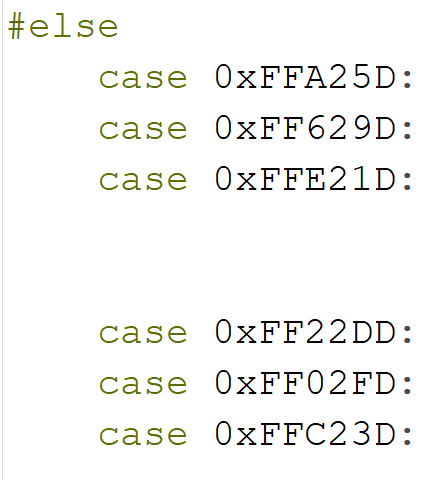 #else
case 0xFFA25D:
case 0xFF629D:
case 0xFFE21D:
case 0xFF22DD:
case 0xFF02FD:
case 0xFFC23D: